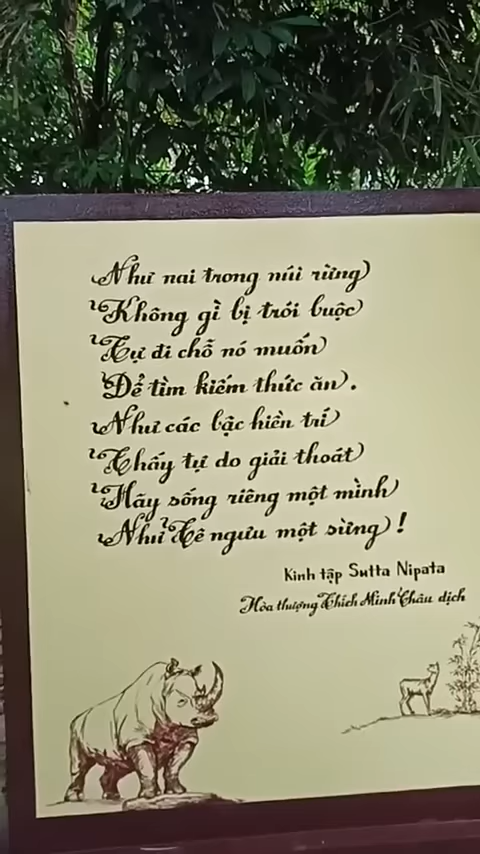 Như nai trong núi rừng
Không gì bị trói buộc
Tự đi chỗ nó muốn
Để tìm kiếm thức ăn.
Như các bậc hiền trí
Thấy tự do giải thoát
Hãy sống riêng một mình
Như Tê ngưu một sừng!
Kinh tập Sutta Nipata
Hòa thượng Thích Minh Châu dịch